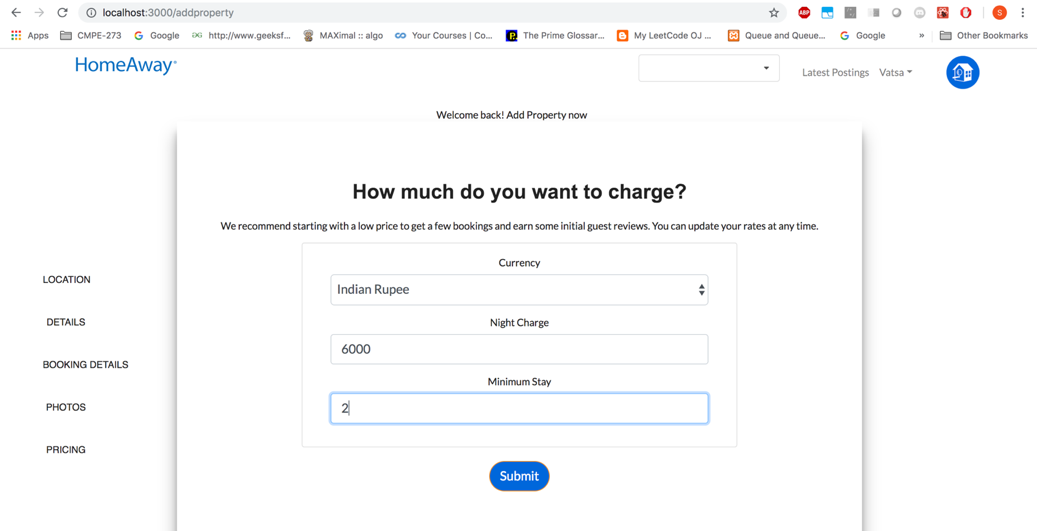 localhost:3000/addproperty
ABP
S
Apps CMPE-273 Google http://www.geeksf... MAXimal :: algo Your Courses | Co... The Prime Glossar... My LeetCode OJ ... Queue and Queue... Google » Other Bookmarks
HomeAway
Latest Postings Vatsa
Welcome back! Add Property now
How much do you want to charge?
We recommend starting with a low price to get a few bookings and earn some initial guest reviews. You can update your rates at any time.
Currency
LOCATION
Indian Rupee
DETAILS
Night Charge
6000
BOOKING DETAILS
Minimum Stay
PHOTOS
2
PRICING
Submit